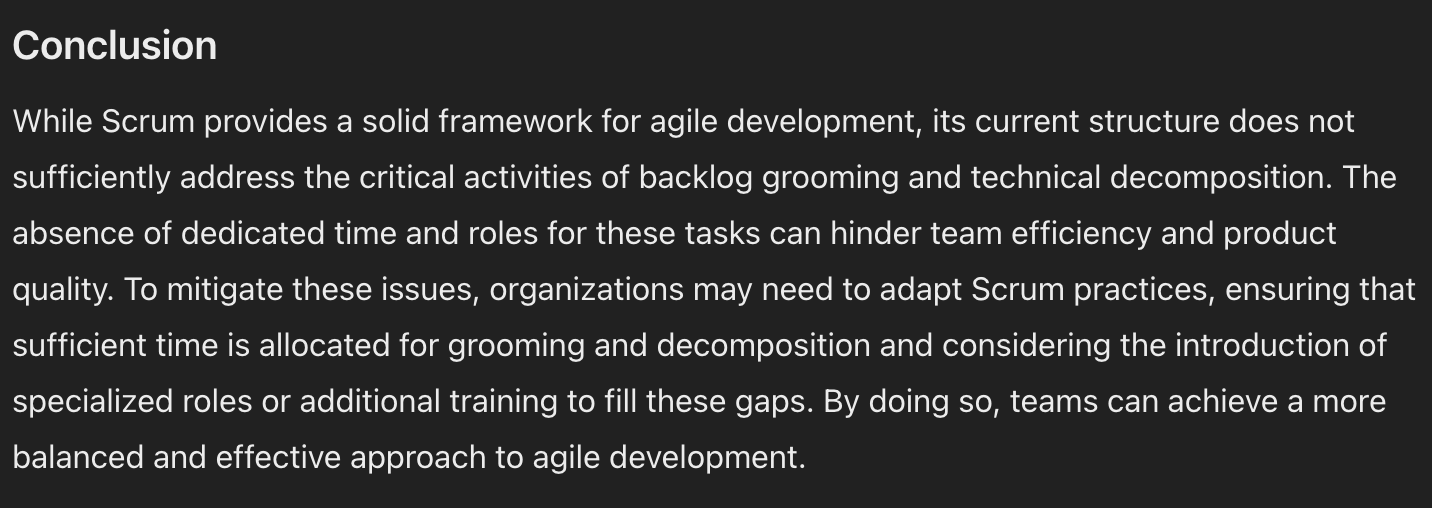 Conclusion
While Scrum provides a solid framework for agile development, its current structure does not
sufficiently address the critical activities of backlog grooming and technical decomposition. The
absence of dedicated time and roles for these tasks can hinder team efficiency and product
quality. To mitigate these issues, organizations may need to adapt Scrum practices, ensuring that
sufficient time is allocated for grooming and decomposition and considering the introduction of
specialized roles or additional training to fill these gaps. By doing so, teams can achieve a more
balanced and effective approach to agile development.